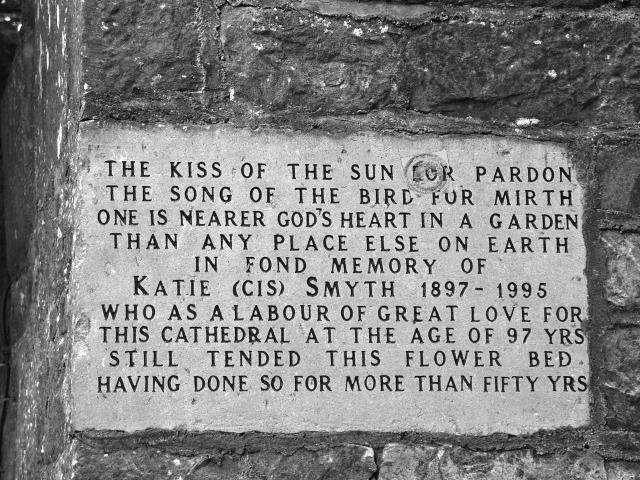 THE KISS OF THE SUN FOR PARDON
THE SONG OF THE BIRD FOR MIRTH
ONE IS NEARER GOD'S HEART IN A GARDEN
THAN ANY PLACE ELSE ON EARTH
IN FOND MEMORY OF
KATIE (CIS) SMYTH 1897-1995
WHO AS A LABOUR OF GREAT LOVE FOR
THIS CATHEDRAL AT THE AGE OF 97 YRS
STILL TENDED THIS FLOWER BED
HAVING DONE SO FOR MORE THAN FIFTY YRS